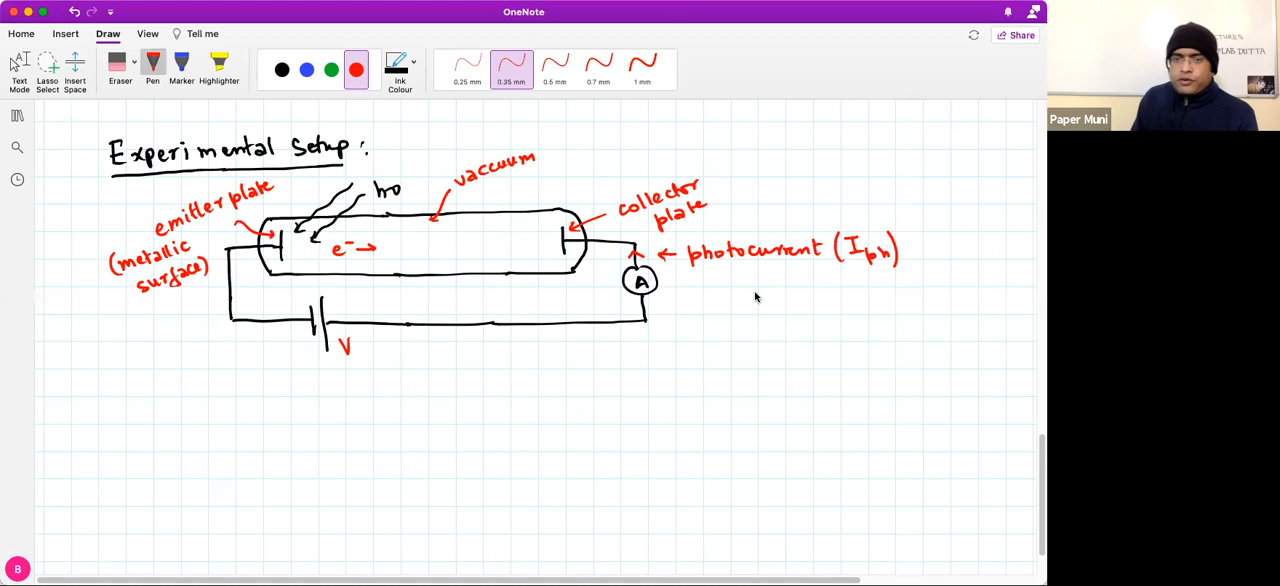 OneNote
Home Insert Draw View Tell me
Share
Text Mode
Lasso Select
Insert Space
Eraser
Pen
Marker
Highlighter
Ink Colour
0.25 mm
0.35 mm
0.5 mm
0.7 mm
1 mm
Paper Muni
Experimental Setup:
emitter plate
(metallic
surface)
hν
vaccuum
collector
plate
e⁻ →
← photocurrent (Iph)
A
V
B